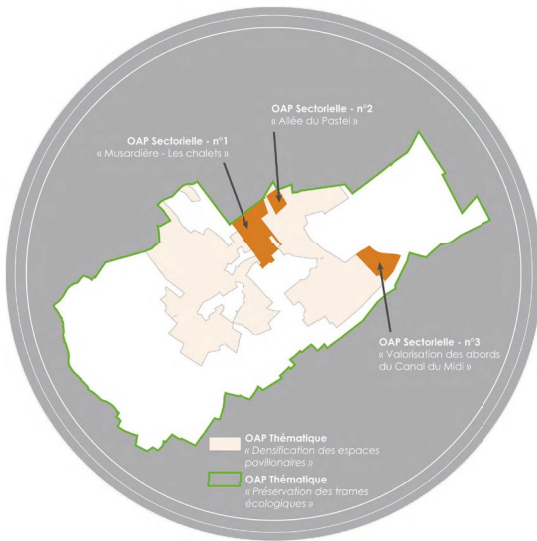 OAP Sectorielle - n°2
« Allée du Pastel »
OAP Sectorielle - n°1
« Musardière - Les chalets »
OAP Sectorielle - n°3
« Valorisation des abords
du Canal du Midi »
OAP Thématique
« Densification des espaces
pavillonaires »
OAP Thématique
« Préservation des trames
écologiques »